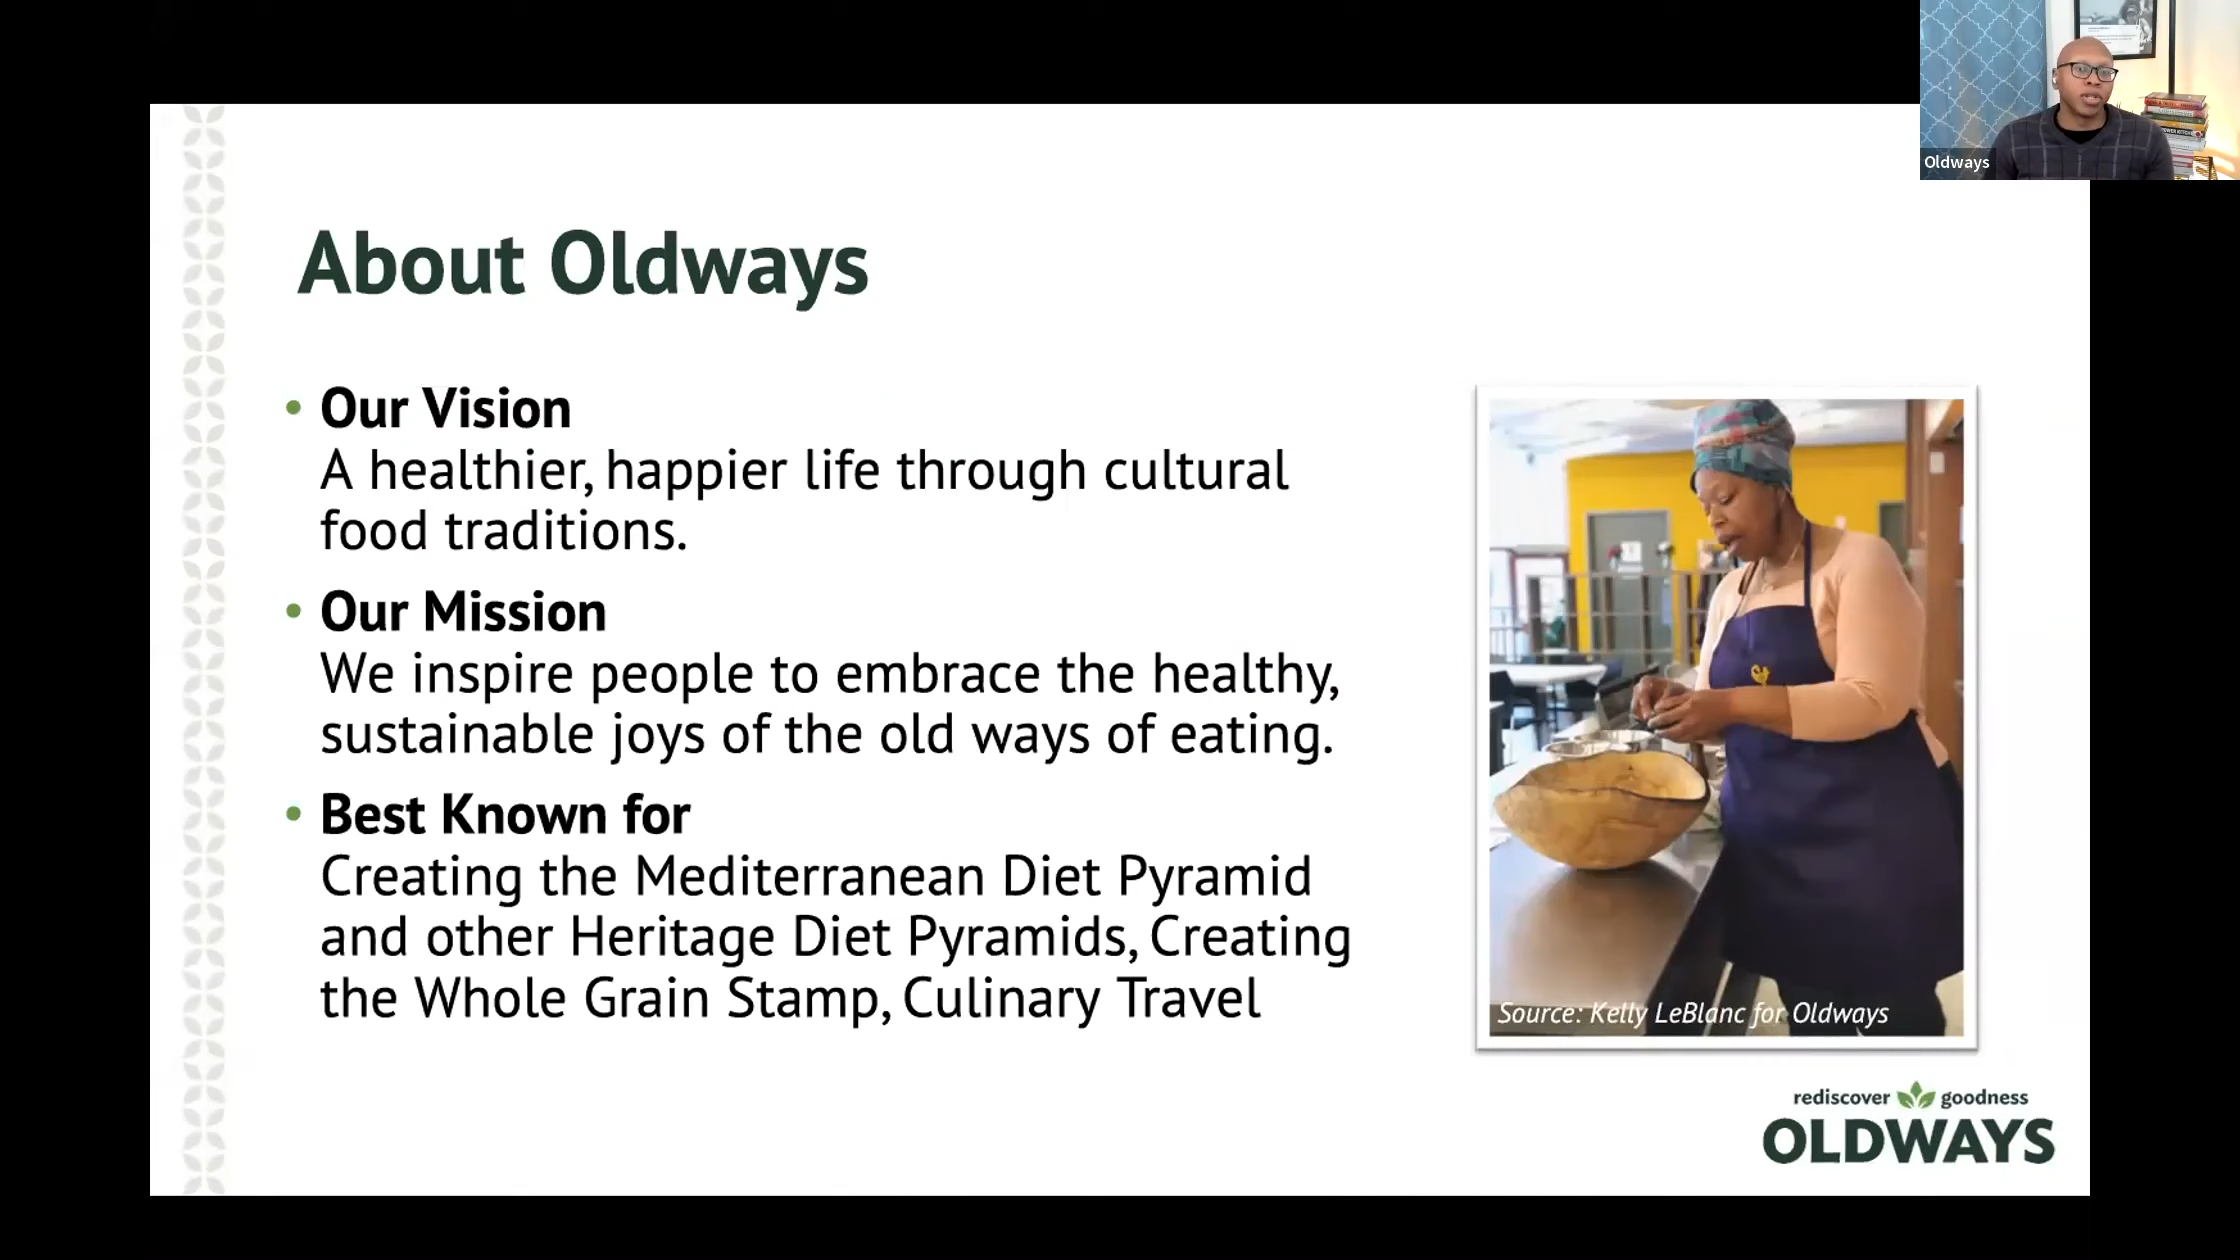 Oldways
About Oldways
• Our Vision
A healthier, happier life through cultural
food traditions.
• Our Mission
We inspire people to embrace the healthy,
sustainable joys of the old ways of eating.
• Best Known for
Creating the Mediterranean Diet Pyramid
and other Heritage Diet Pyramids, Creating
the Whole Grain Stamp, Culinary Travel
Source: Kelly LeBlanc for Oldways
rediscover goodness
OLDWAYS